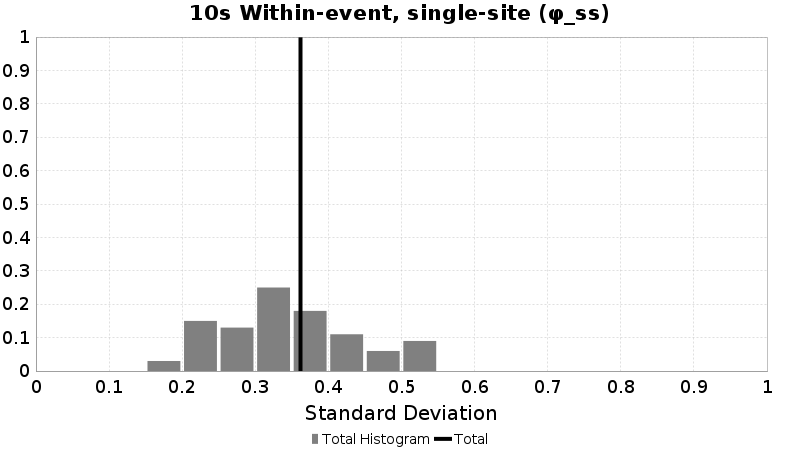 10s Within-event, single-site (φ_ss)
1
0.9
0.8
0.7
0.6
0.5
0.4
0.3
0.2
0.1
0
0 0.1 0.2 0.3 0.4 0.5 0.6 0.7 0.8 0.9 1
Standard Deviation
Total Histogram Total